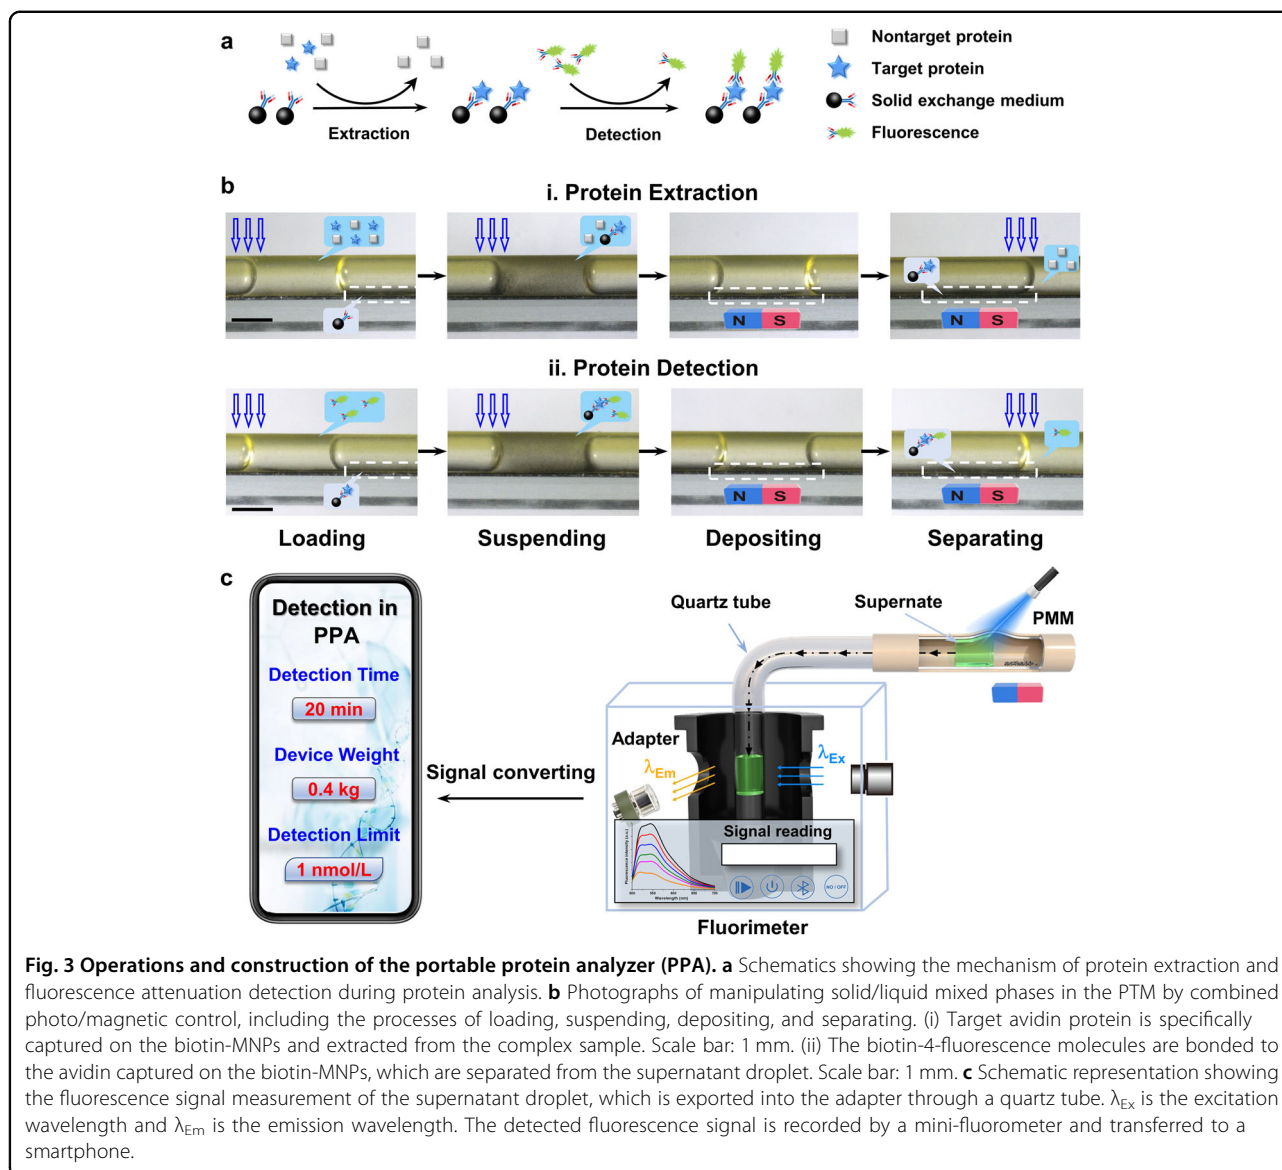 a
Nontarget protein
Target protein
Solid exchange medium
Fluorescence
Extraction
Detection
b
i. Protein Extraction
N S
N S
ii. Protein Detection
N S
N S
Loading
Suspending
Depositing
Separating
c
Detection in
PPA
Detection Time
20 min
Device Weight
0.4 kg
Detection Limit
1 nmol/L
Signal converting
Quartz tube
Supernate
PMM
Adapter
λEm
λEx
Signal reading
Fluorescence intensity (a.u.)
Wavelength (nm)
NO / OFF
Fluorimeter
Fig. 3 Operations and construction of the portable protein analyzer (PPA). a Schematics showing the mechanism of protein extraction and
fluorescence attenuation detection during protein analysis. b Photographs of manipulating solid/liquid mixed phases in the PTM by combined
photo/magnetic control, including the processes of loading, suspending, depositing, and separating. (i) Target avidin protein is specifically
captured on the biotin-MNPs and extracted from the complex sample. Scale bar: 1 mm. (ii) The biotin-4-fluorescence molecules are bonded to
the avidin captured on the biotin-MNPs, which are separated from the supernatant droplet. Scale bar: 1 mm. c Schematic representation showing
the fluorescence signal measurement of the supernatant droplet, which is exported into the adapter through a quartz tube. λEx is the excitation
wavelength and λEm is the emission wavelength. The detected fluorescence signal is recorded by a mini-fluorometer and transferred to a
smartphone.